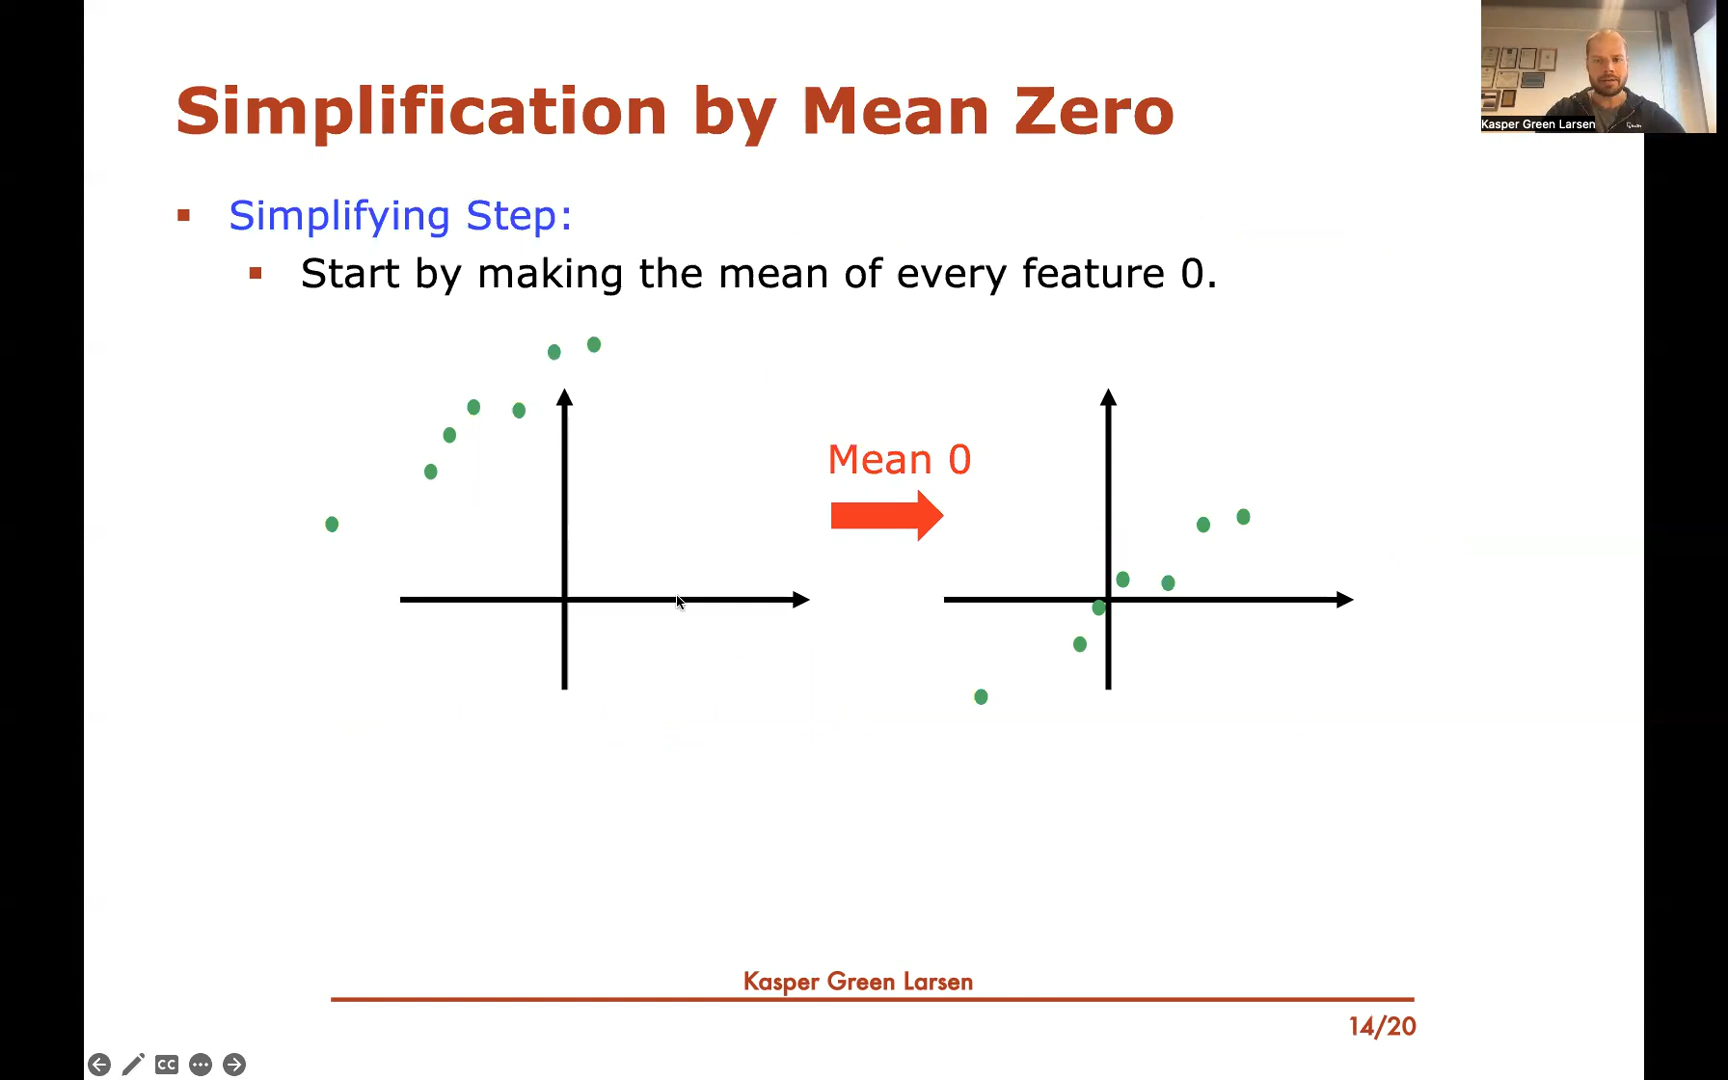 Simplification by Mean Zero
Kasper Green Larsen
Simplifying Step:
Start by making the mean of every feature 0.
Mean 0
Kasper Green Larsen
14/20
CC